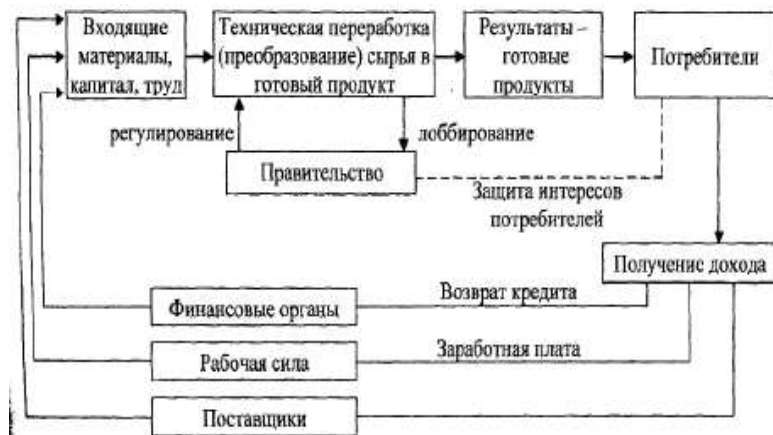 Входящие
материалы,
капитал, труд
Техническая переработка
(преобразование) сырья в
готовый продукт
Результаты –
готовые
продукты
Потребители
регулирование
лоббирование
Правительство
Защита интересов
потребителей
Получение дохода
Финансовые органы
Возврат кредита
Рабочая сила
Заработная плата
Поставщики